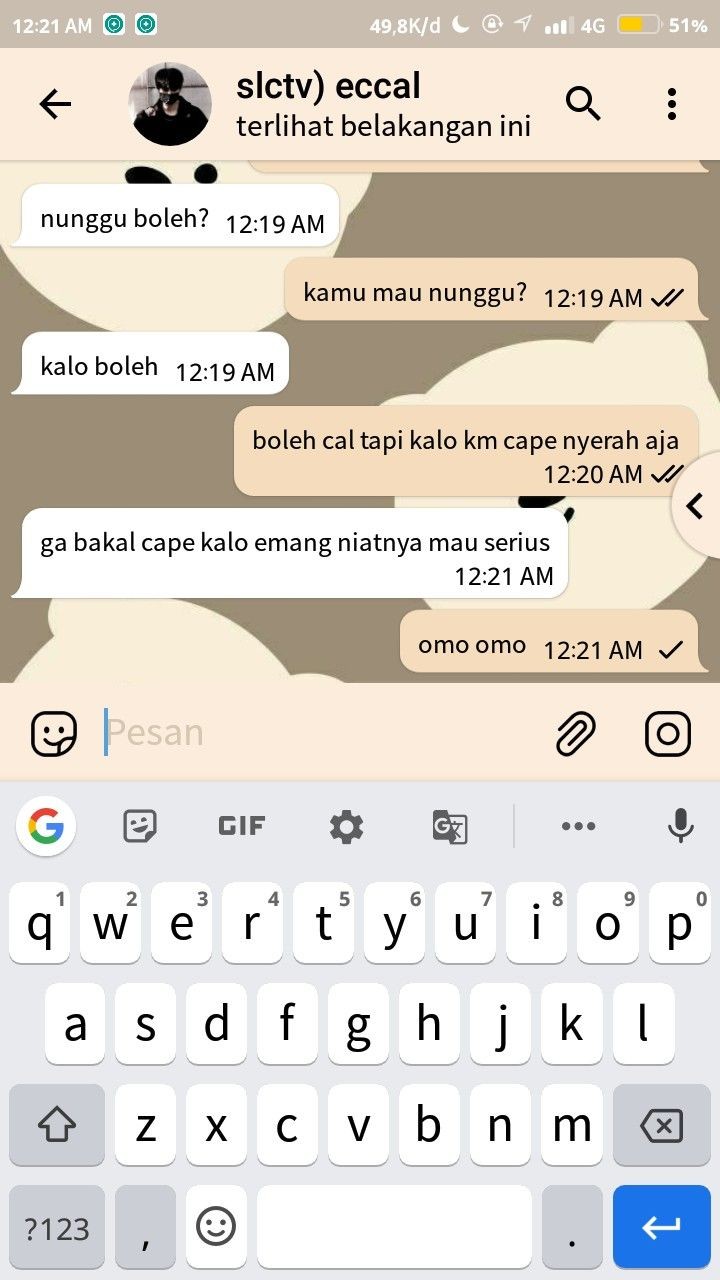 12:21 AM 49,8K/d 4G 51%
slctv) eccal
terlihat belakangan ini
nunggu boleh? 12:19 AM
kamu mau nunggu? 12:19 AM
kalo boleh 12:19 AM
boleh cal tapi kalo km cape nyerah aja
12:20 AM
ga bakal cape kalo emang niatnya mau serius
12:21 AM
omo omo 12:21 AM
Pesan
G GIF G文
1 2 3 4 5 6 7 8 9 0
q w e r t y u i o p
a s d f g h j k l
z x c v b n m
?123 , .